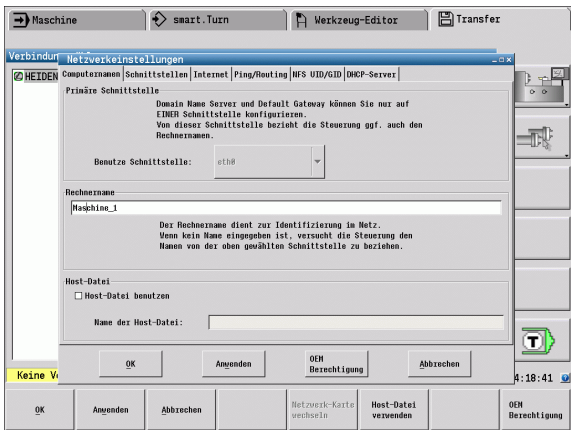 Maschine
smart.Turn
Werkzeug-Editor
Transfer
Verbindun
Netzwerkeinstellungen
HEIDEN
Computernamen Schnittstellen Internet Ping/Routing NFS UID/GID DHCP-Server
Primäre Schnittstelle
Domain Name Server und Default Gateway können Sie nur auf
EINER Schnittstelle konfigurieren.
Von dieser Schnittstelle bezieht die Steuerung ggf. auch den
Rechnernamen.
Benutze Schnittstelle:
eth0
Rechnername
Maschine_1
Der Rechnername dient zur Identifizierung im Netz.
Wenn kein Name eingegeben ist, versucht die Steuerung den
Namen von der oben gewählten Schnittstelle zu beziehen.
Host-Datei
Host-Datei benutzen
Name der Host-Datei:
T
OK
Anwenden
OEM
Berechtigung
Abbrechen
Keine V
4:18:41
OK
Anwenden
Abbrechen
Netzwerk-Karte
wechseln
Host-Datei
verwenden
OEM
Berechtigung